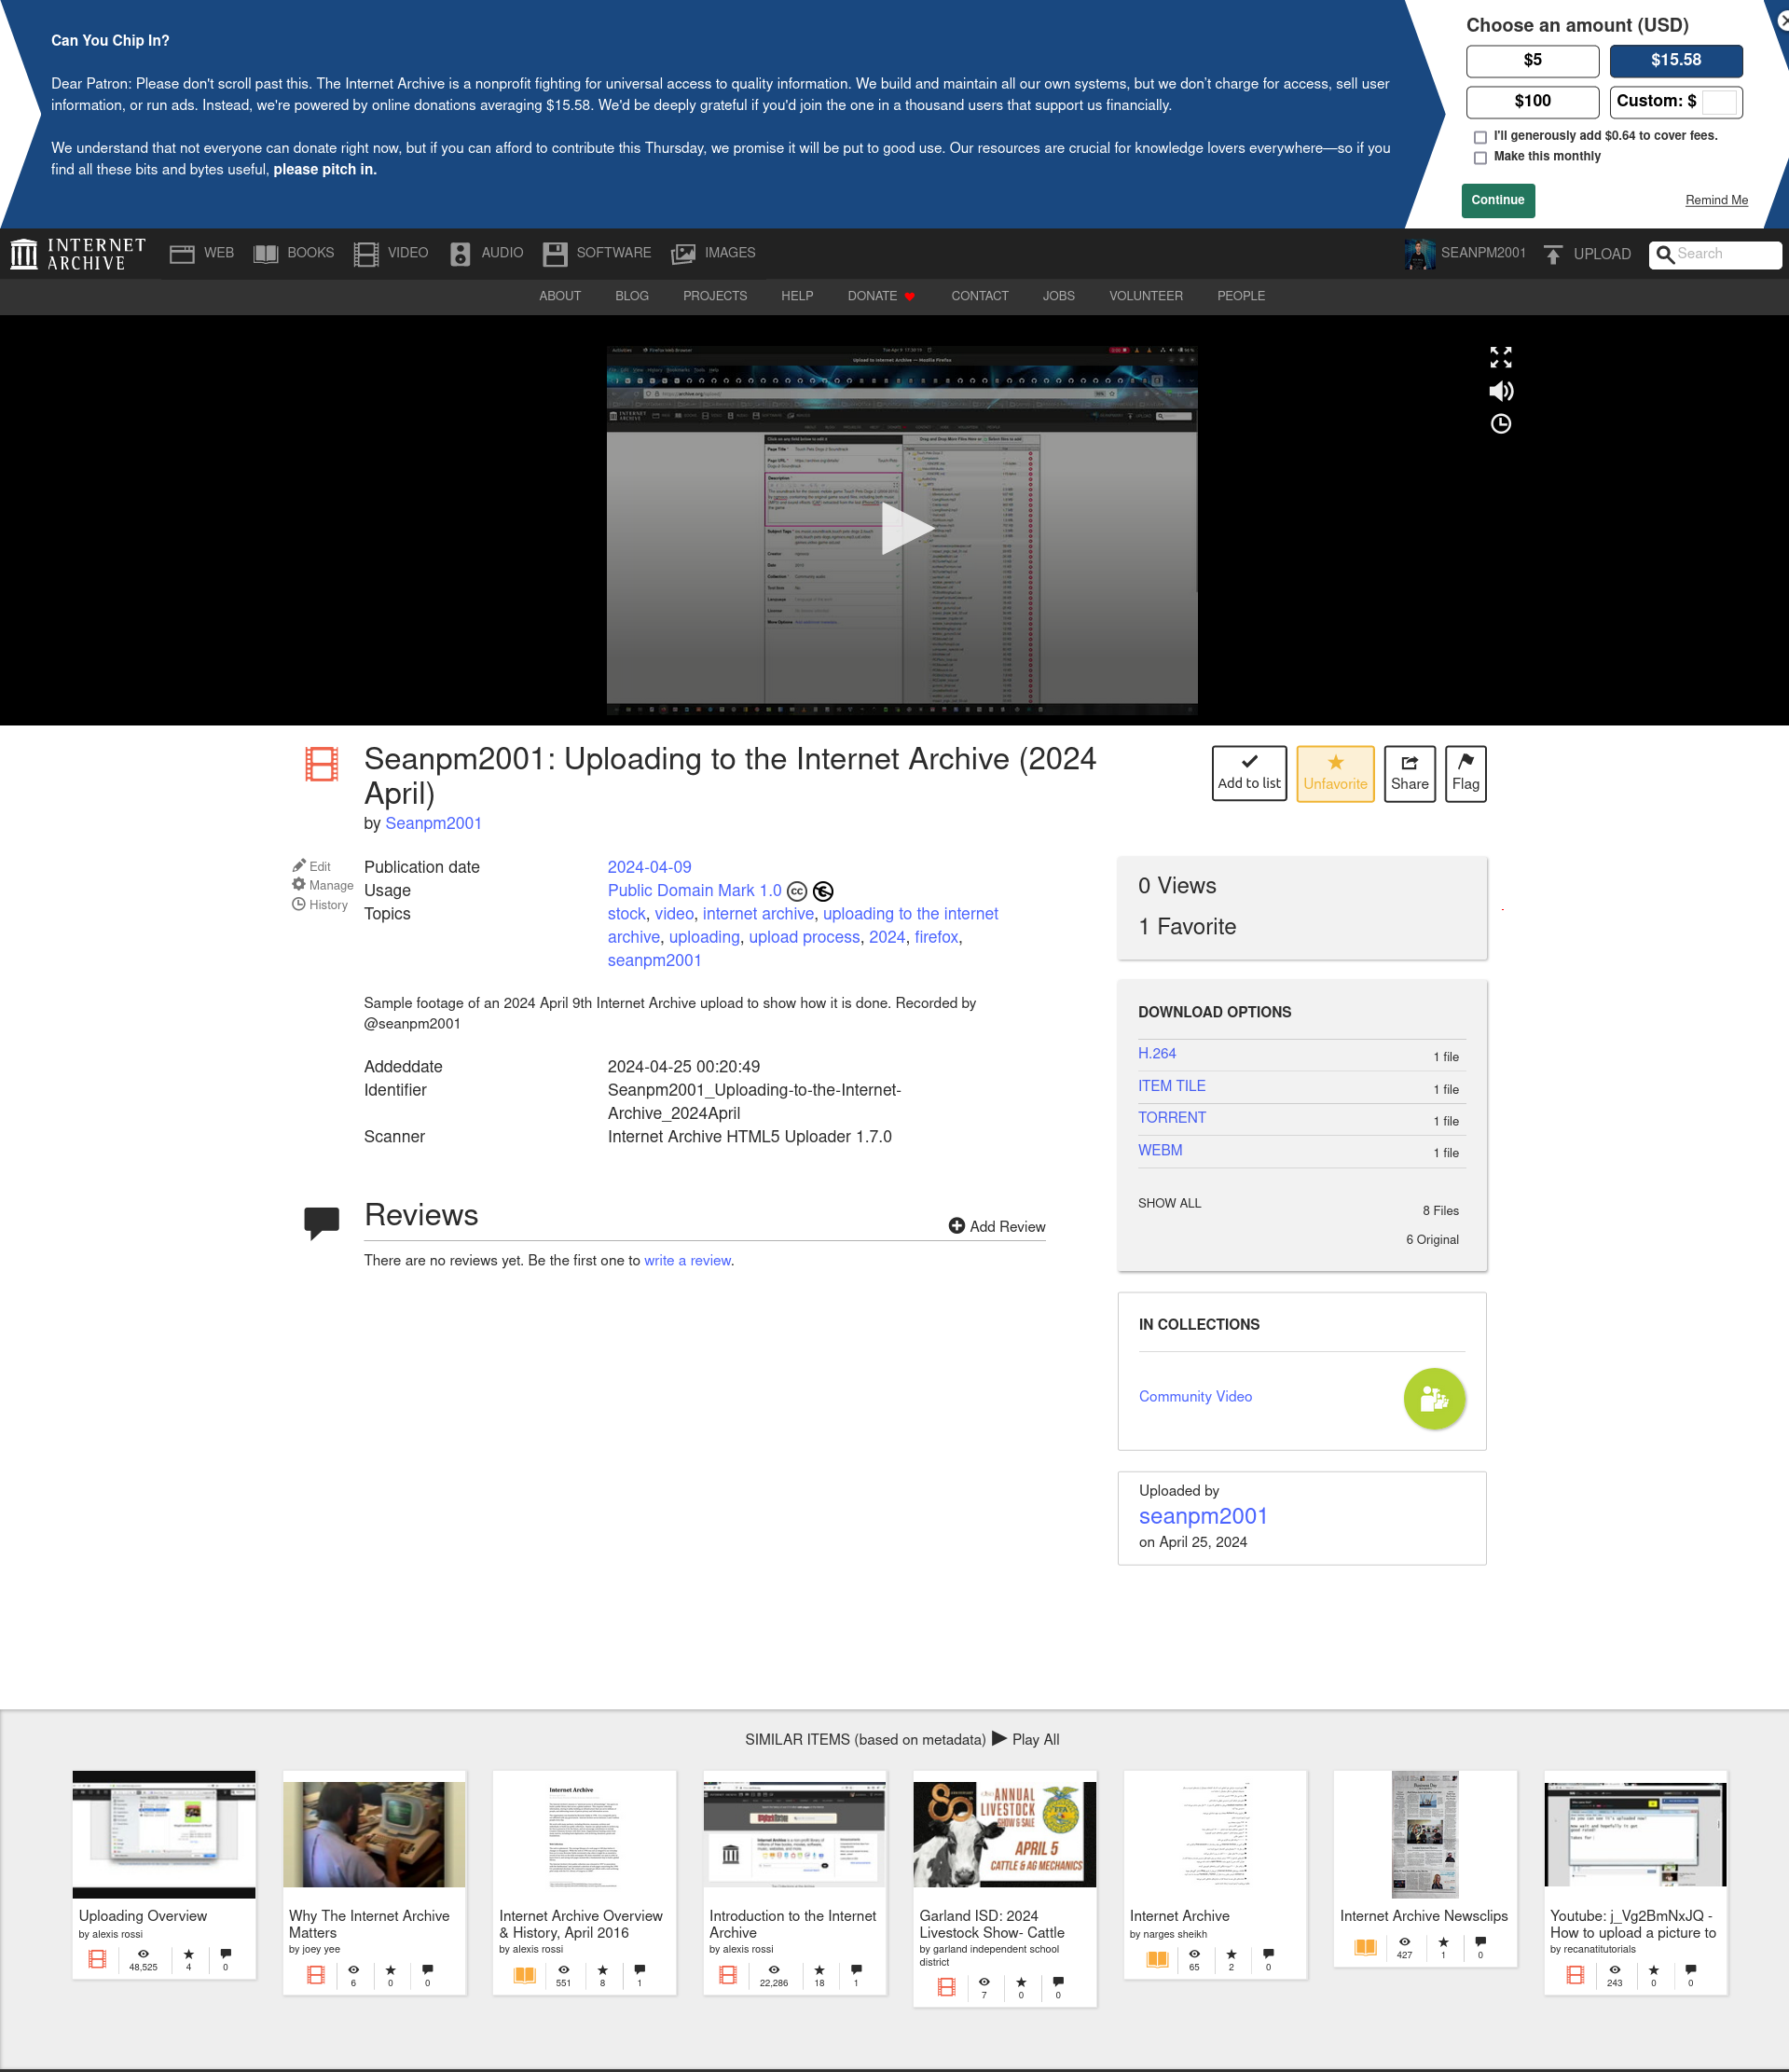 Can You Chip In?
Dear Patron: Please don't scroll past this. The Internet Archive is a nonprofit fighting for universal access to quality information. We build and maintain all our own systems, but we don't charge for access, sell user
information, or run ads. Instead, we're powered by online donations averaging $15.58. We'd be deeply grateful if you'd join the one in a thousand users that support us financially.
We understand that not everyone can donate right now, but if you can afford to contribute this Thursday, we promise it will be put to good use. Our resources are crucial for knowledge lovers everywhere—so if you
find all these bits and bytes useful, please pitch in.
Choose an amount (USD)
$5
$15.58
$100
Custom: $
I'll generously add $0.64 to cover fees.
Make this monthly
Continue
Remind Me
INTERNET
ARCHIVE
WEB
BOOKS
VIDEO
AUDIO
SOFTWARE
IMAGES
SEANPM2001
UPLOAD
Search
ABOUT
BLOG
PROJECTS
HELP
DONATE
CONTACT
JOBS
VOLUNTEER
PEOPLE
Seanpm2001: Uploading to the Internet Archive (2024
April)
by Seanpm2001
Add to list
Unfavorite
Share
Flag
Edit
Manage
History
Publication date 2024-04-09
Usage Public Domain Mark 1.0
Topics stock, video, internet archive, uploading to the internet
archive, uploading, upload process, 2024, firefox,
seanpm2001
Sample footage of an 2024 April 9th Internet Archive upload to show how it is done. Recorded by
@seanpm2001
Addeddate 2024-04-25 00:20:49
Identifier Seanpm2001_Uploading-to-the-Internet-
Archive_2024April
Scanner Internet Archive HTML5 Uploader 1.7.0
Reviews
Add Review
There are no reviews yet. Be the first one to write a review.
0 Views
1 Favorite
DOWNLOAD OPTIONS
H.264 1 file
ITEM TILE 1 file
TORRENT 1 file
WEBM 1 file
SHOW ALL
8 Files
6 Original
IN COLLECTIONS
Community Video
Uploaded by
seanpm2001
on April 25, 2024
SIMILAR ITEMS (based on metadata) Play All
Uploading Overview
by alexis rossi
48,525 4 0
Why The Internet Archive
Matters
by joey yee
6 0 0
Internet Archive
Internet Archive Overview
& History, April 2016
by alexis rossi
551 8 1
Introduction to the Internet
Archive
by alexis rossi
22,286 18 1
ANNUAL
LIVESTOCK
SHOW & SALE
APRIL 5
CATTLE & AG MECHANICS
Garland ISD: 2024
Livestock Show- Cattle
by garland independent school
district
7 0 0
Internet Archive
by narges sheikh
65 2 0
Internet Archive Newsclips
427 1 0
Youtube: j_Vg2BmNxJQ -
How to upload a picture to
by recanatitutorials
243 0 0